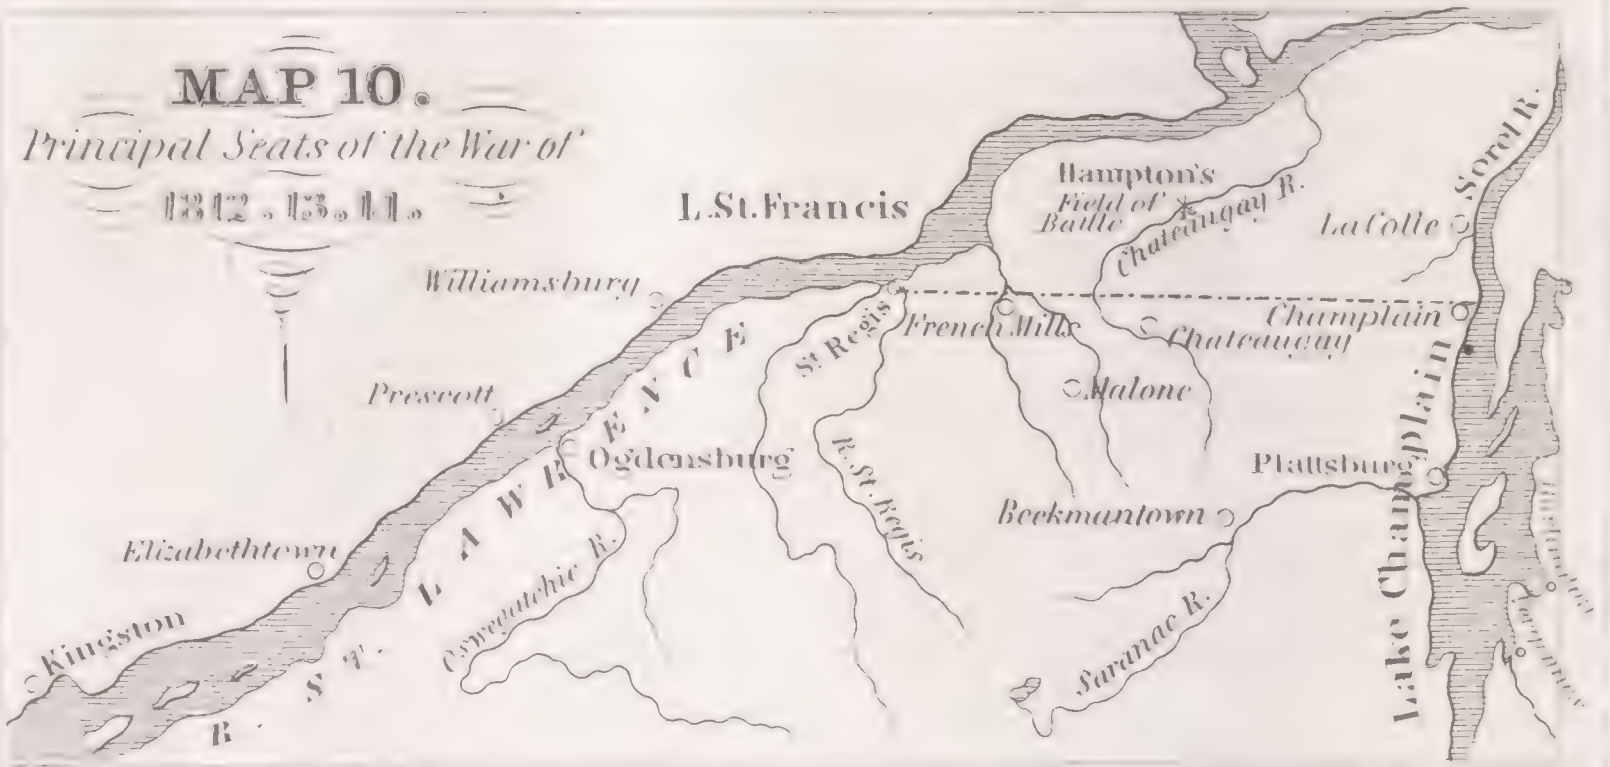 MAP 10.
Principal Seats of the War of
1812.13.14.
L. St. Francis
Hampton's
Field of
Battle
Chateaugay R.
Sorel R.
La Colle
Williamsburg
St Regis
French Mills
Champlain
Chateaugay
Prescott
Malone
Ogdensburg
R. St. Regis
Plattsburg
Beekmantown
Elizabethtown
Oswegatchie R.
Saranac R.
Lake Champlain
Kingston
R. ST. LAWRENCE